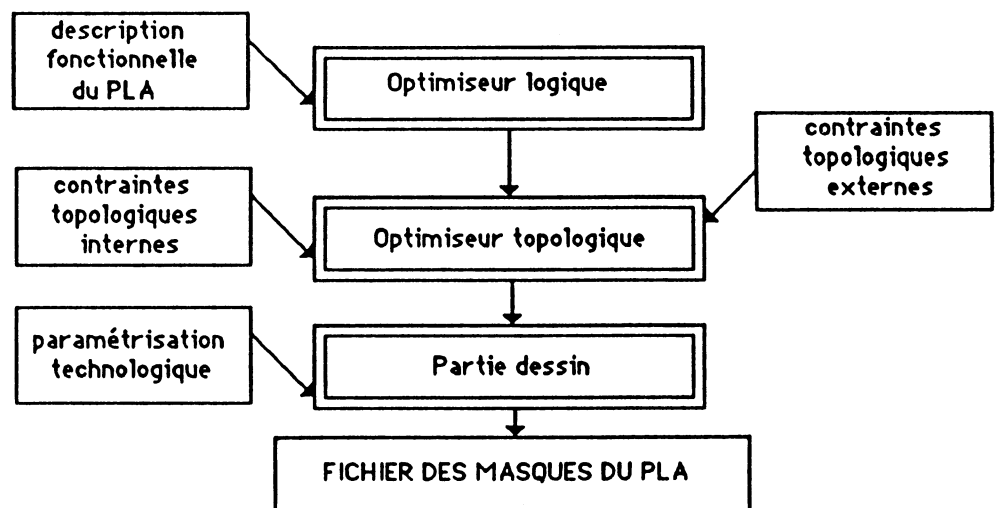 description
fonctionnelle
du PLA
Optimiseur logique
contraintes
topologiques
externes
contraintes
topologiques
internes
Optimiseur topologique
paramétrisation
technologique
Partie dessin
FICHIER DES MASQUES DU PLA